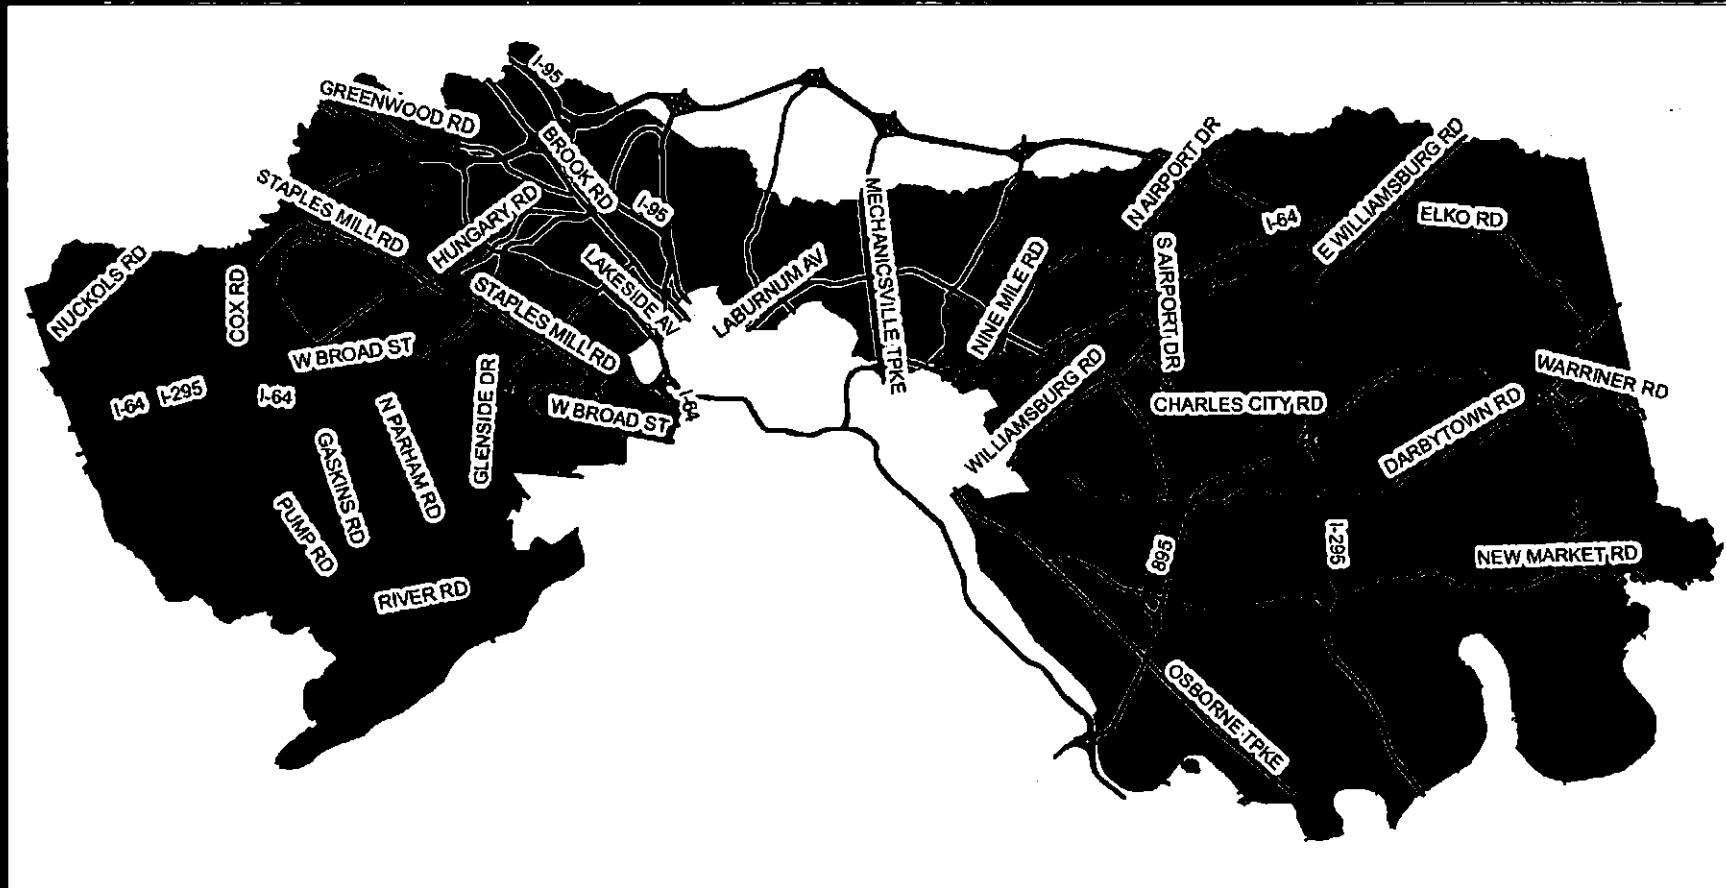 I-95
GREENWOOD RD
BROOK RD
N AIRPORT DR
E WILLIAMSBURG RD
STAPLES MILL RD
HUNGARY RD
I-95
MECHANICSVILLE TPKE
I-64
ELKO RD
NUCKOLS RD
COX RD
LAKESIDE AV
LABURNUM AV
NINE MILE RD
S AIRPORT DR
STAPLES MILL RD
W BROAD ST
WARRINER RD
I-64
I-295
I-64
N PARHAM RD
GLENSIDE DR
W BROAD ST
I-64
WILLIAMSBURG RD
CHARLES CITY RD
DARBYTOWN RD
GASKINS RD
PUMP RD
895
I-295
NEW MARKET RD
RIVER RD
OSBORNE TPKE